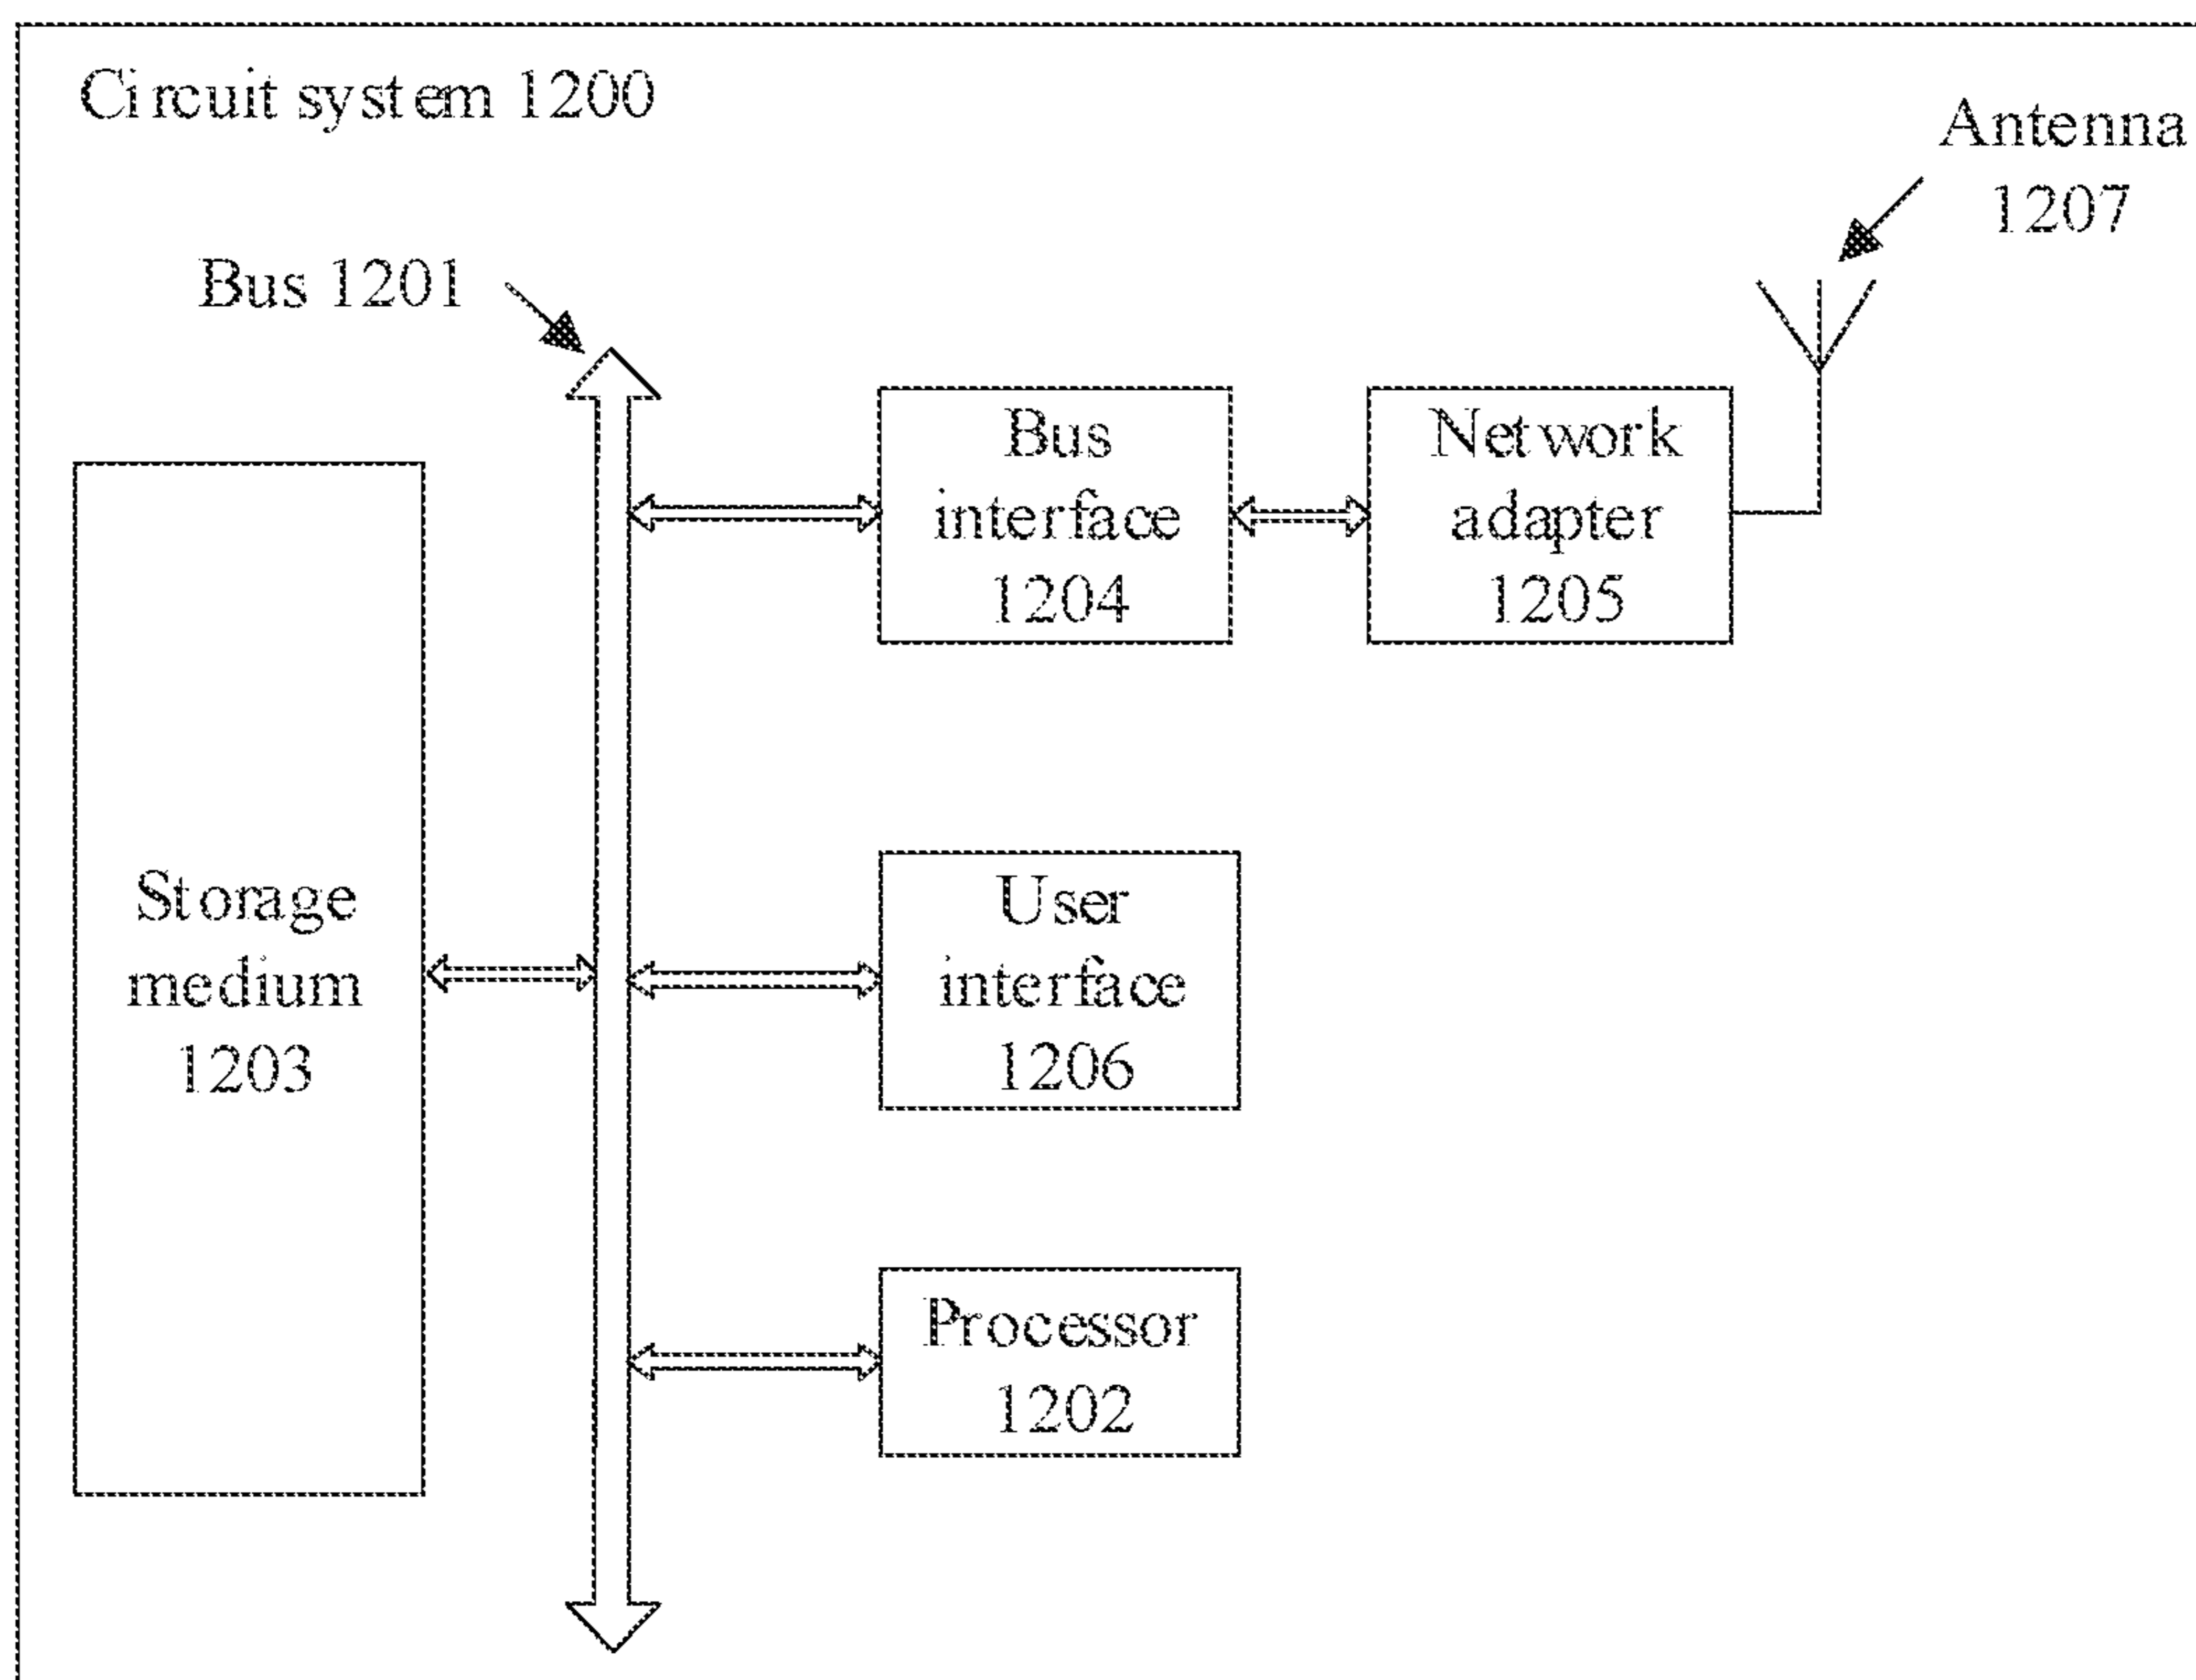 Circuit system 1200
Antenna
1207
Bus 1201
Bus
interface
1204
Network
adapter
1205
Storage
medium
1203
User
interface
1206
Processor
1202